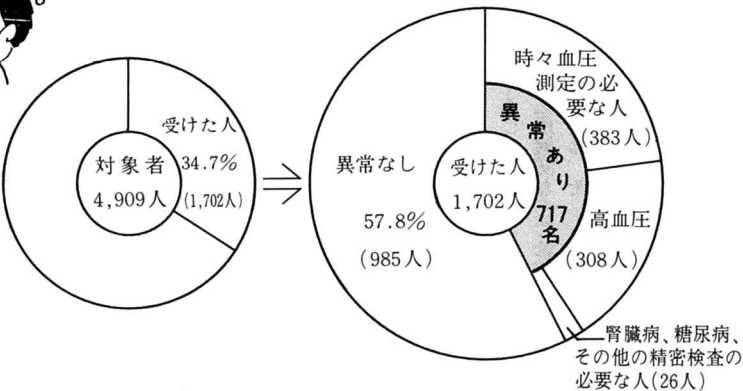 対象者
4,909人
受けた人
34.7%
(1,702人)
受けた人
1,702人
異常なし
57.8%
(985人)
異常あり
717名
時々血圧
測定の必
要な人
(383人)
高血圧
(308人)
腎臓病、糖尿病、
その他の精密検査の
必要な人(26人)